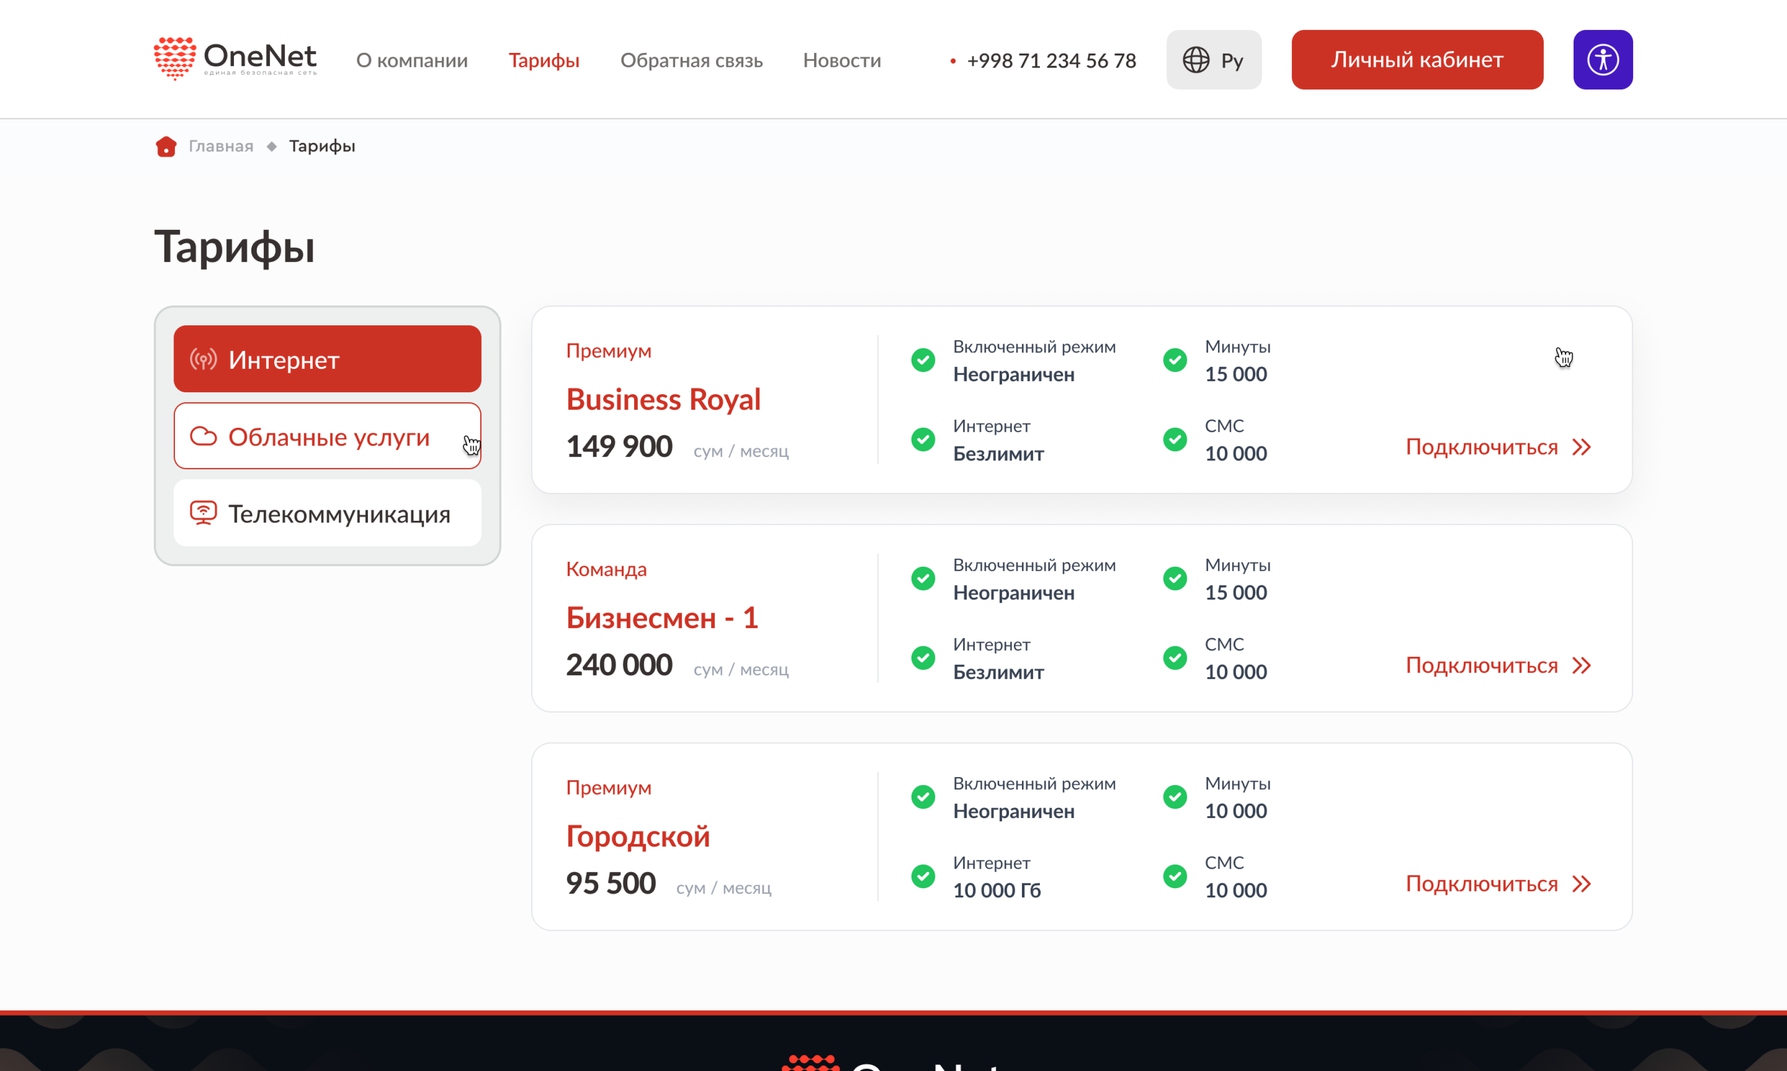 OneNet
единая безопасная сеть
О компании
Тарифы
Обратная связь
Новости
+998 71 234 56 78
Ру
Личный кабинет
Главная
Тарифы
Тарифы
Интернет
Облачные услуги
Телекоммуникация
Премиум
Business Royal
149 900 сум / месяц
Включенный режим
Неограничен
Интернет
Безлимит
Минуты
15 000
СМС
10 000
Подключиться
Команда
Бизнесмен - 1
240 000 сум / месяц
Включенный режим
Неограничен
Интернет
Безлимит
Минуты
15 000
СМС
10 000
Подключиться
Премиум
Городской
95 500 сум / месяц
Включенный режим
Неограничен
Интернет
10 000 Гб
Минуты
10 000
СМС
10 000
Подключиться
OneNet